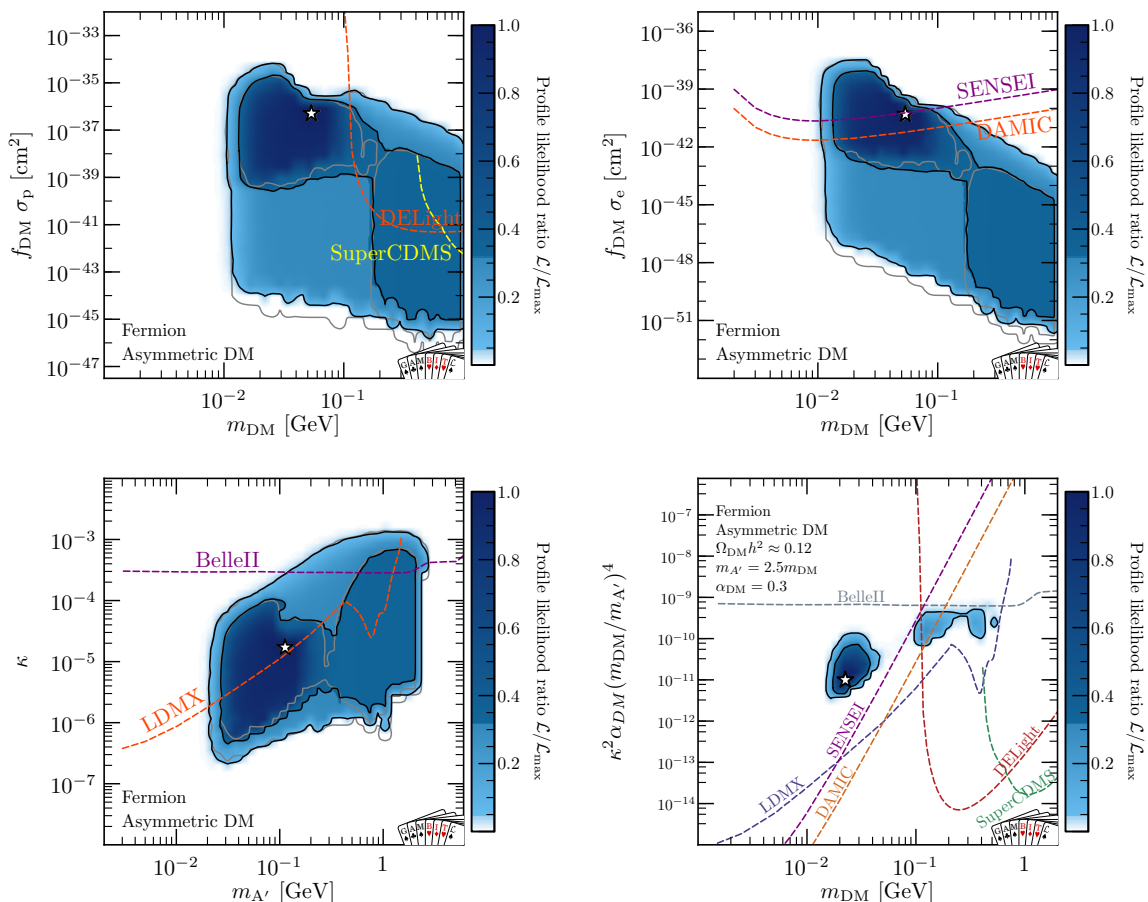 10⁻³³
10⁻³⁵
10⁻³⁷
10⁻³⁹
10⁻⁴¹
10⁻⁴³
10⁻⁴⁵
10⁻⁴⁷
f_DM σ_p [cm²]
DELight
SuperCDMS
Fermion
Asymmetric DM
GAMBIT
10⁻²
10⁻¹
m_DM [GeV]
1.0
0.8
0.6
0.4
0.2
Profile likelihood ratio ℒ/ℒ_max
10⁻³⁶
10⁻³⁹
10⁻⁴²
10⁻⁴⁵
10⁻⁴⁸
10⁻⁵¹
f_DM σ_e [cm²]
SENSEI
DAMIC
Fermion
Asymmetric DM
GAMBIT
10⁻²
10⁻¹
m_DM [GeV]
1.0
0.8
0.6
0.4
0.2
Profile likelihood ratio ℒ/ℒ_max
10⁻³
10⁻⁴
10⁻⁵
10⁻⁶
10⁻⁷
κ
BelleII
LDMX
Fermion
Asymmetric DM
GAMBIT
10⁻²
10⁻¹
1
m_A′ [GeV]
1.0
0.8
0.6
0.4
0.2
Profile likelihood ratio ℒ/ℒ_max
10⁻⁷
10⁻⁸
10⁻⁹
10⁻¹⁰
10⁻¹¹
10⁻¹²
10⁻¹³
10⁻¹⁴
κ²α_DM(m_DM/m_A′)⁴
Fermion
Asymmetric DM
Ω_DM h² ≈ 0.12
m_A′ = 2.5m_DM
α_DM = 0.3
BelleII
LDMX
SENSEI
DAMIC
DELight
SuperCDMS
GAMBIT
10⁻²
10⁻¹
1
m_DM [GeV]
1.0
0.8
0.6
0.4
0.2
Profile likelihood ratio ℒ/ℒ_max